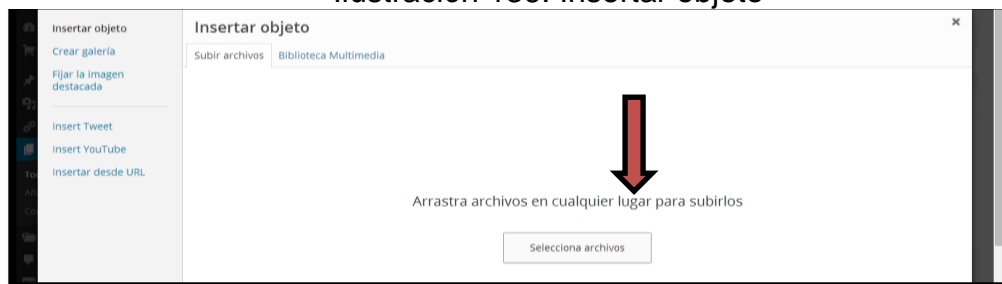 Insertar objeto
Crear galería
Fijar la imagen
destacada
Insert Tweet
Insert YouTube
Insertar desde URL
Insertar objeto
×
Subir archivos
Biblioteca Multimedia
Arrastra archivos en cualquier lugar para subirlos
Selecciona archivos